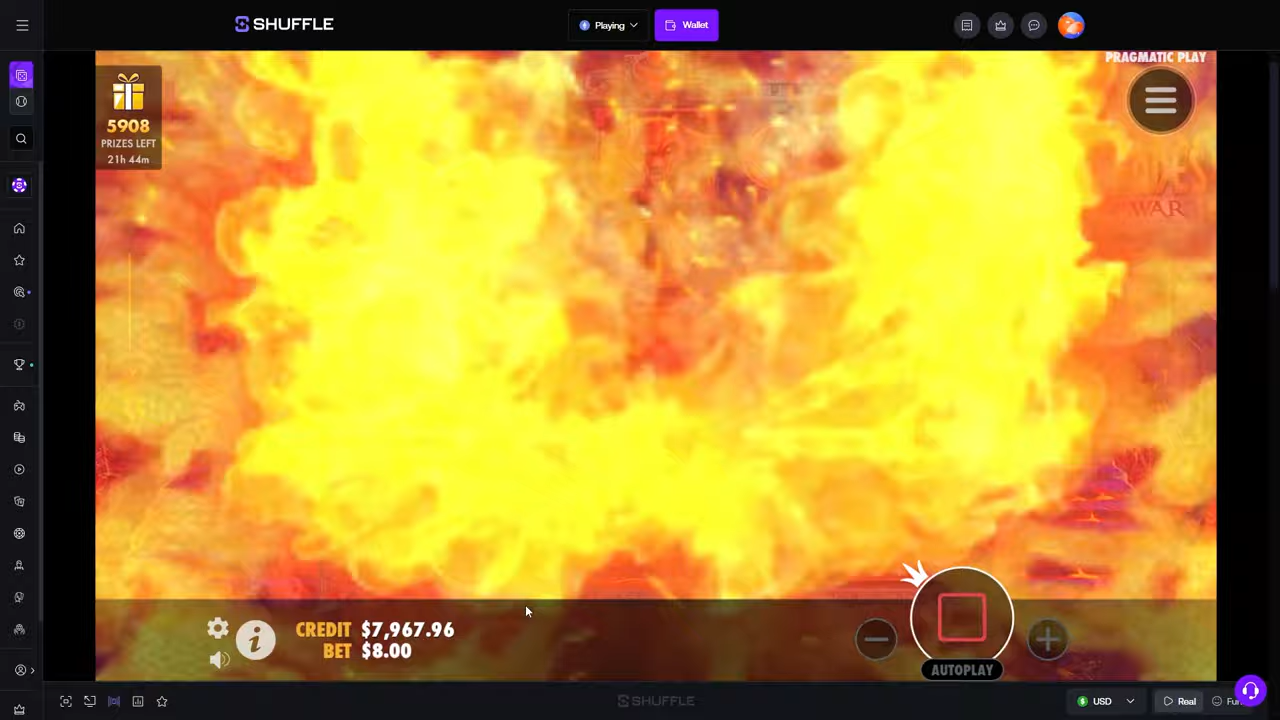 SHUFFLE
Playing
Wallet
PRAGMATIC PLAY
5908
PRIZES LEFT
21h 44m
WAR
CREDIT $7,967.96
BET $8.00
AUTOPLAY
SHUFFLE
USD
Real